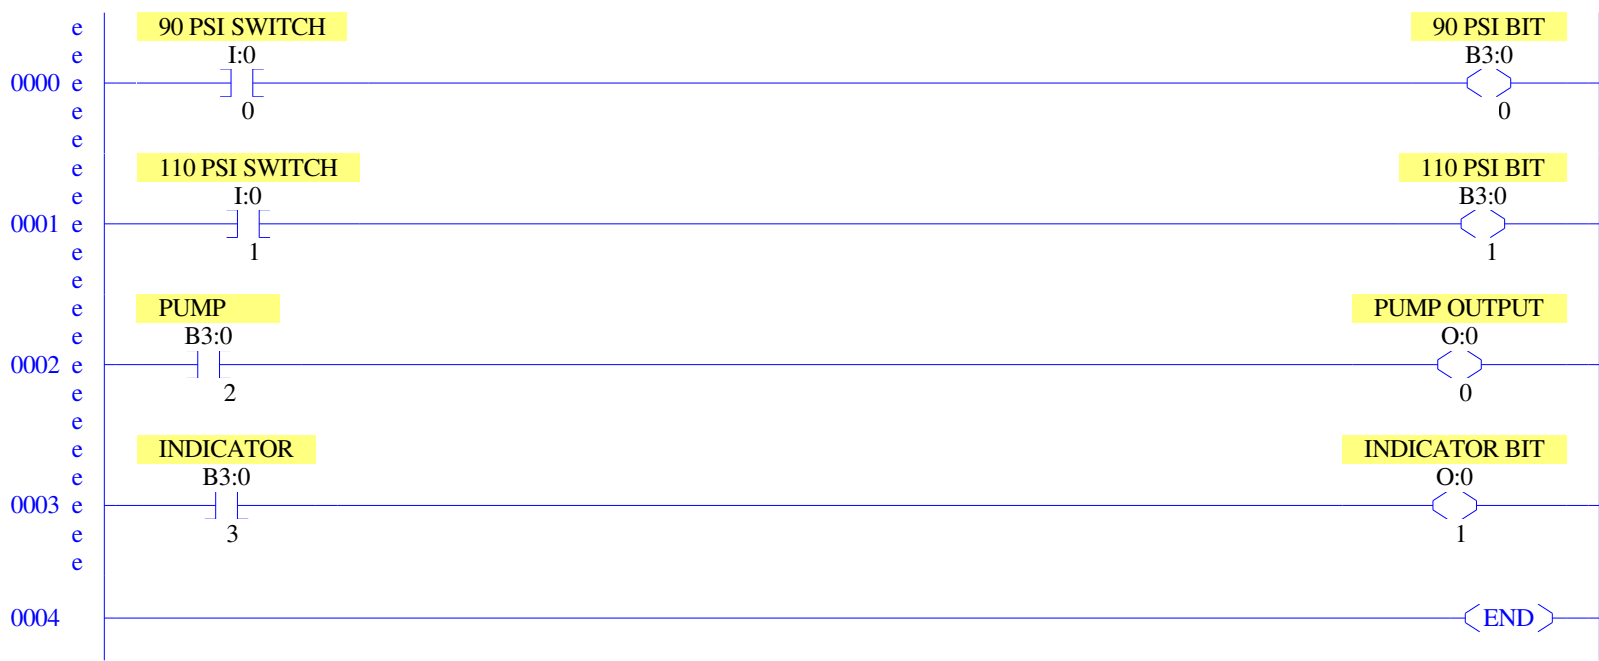 e 90 PSI SWITCH 90 PSI BIT
e I:0 B3:0
0000 e
e 0 0
e
e 110 PSI SWITCH 110 PSI BIT
e I:0 B3:0
0001 e
e 1 1
e
e PUMP PUMP OUTPUT
e B3:0 O:0
0002 e
e 2 0
e
e INDICATOR INDICATOR BIT
e B3:0 O:0
0003 e
e 3 1
e
0004 END